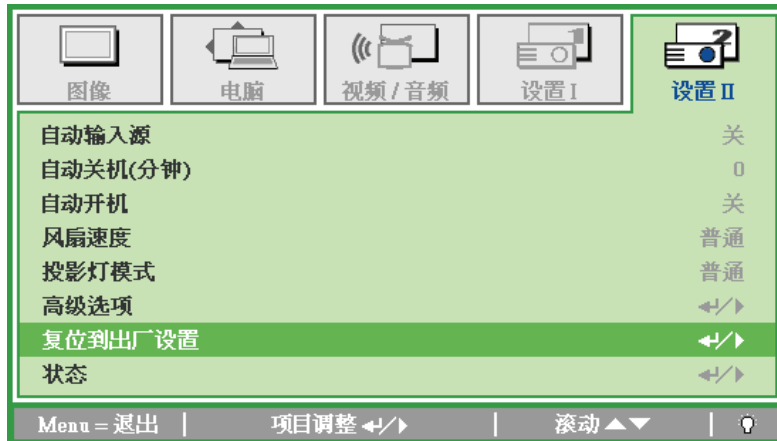 图像 电脑 视频 / 音频 设置 I 2 设置 II
自动输入源 关
自动关机(分钟) 0
自动开机 关
风扇速度 普通
投影灯模式 普通
高级选项 ↵/▶
复位到出厂设置 ↵/▶
状态 ↵/▶
Menu = 退出 | 项目调整 ↵/▶ | 滚动 ▲▼ |